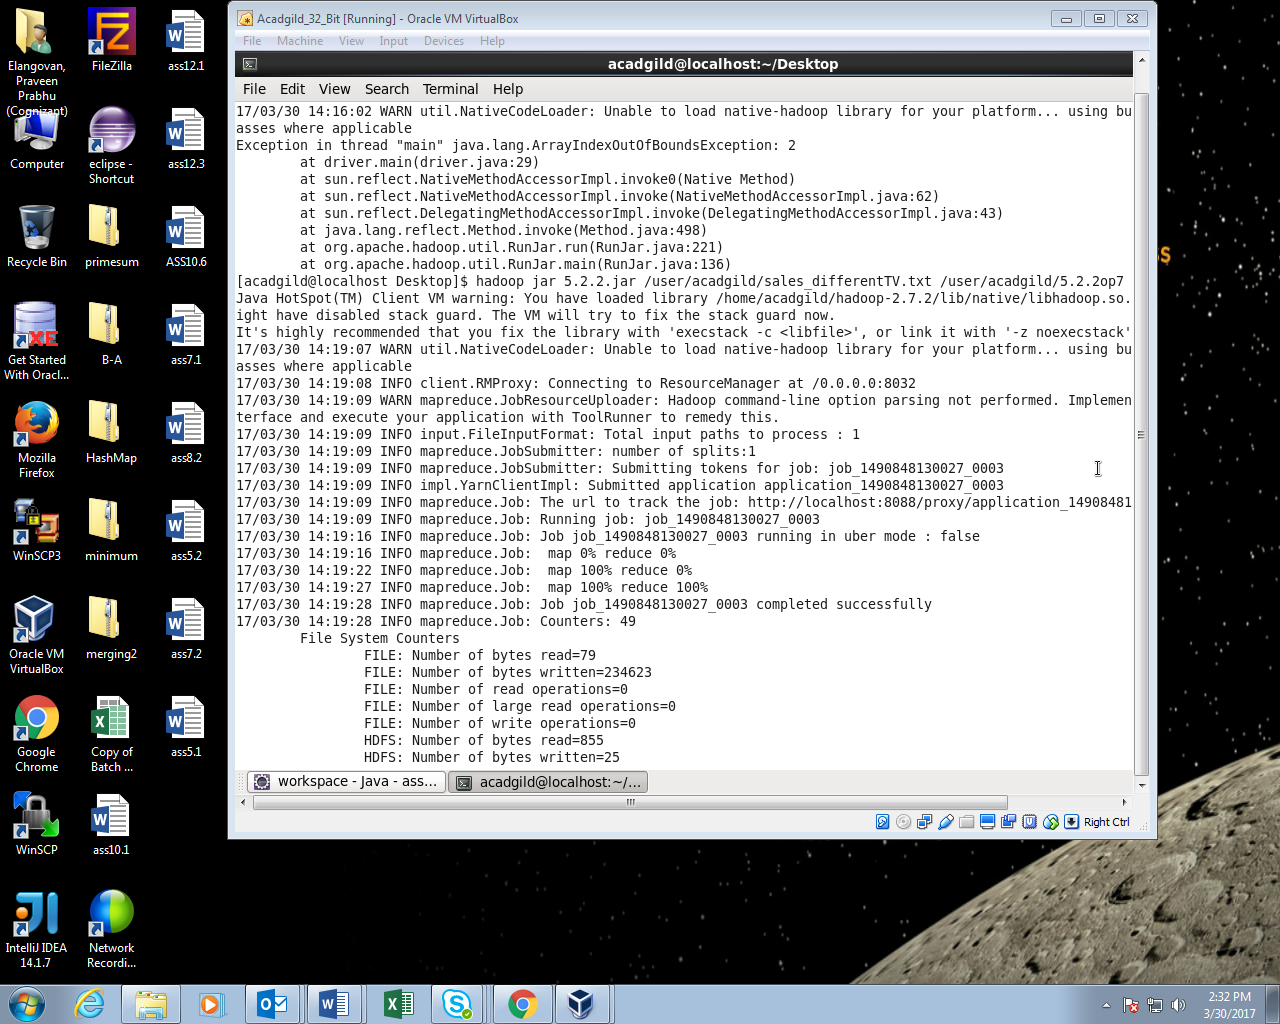 Acadgild_32_Bit [Running] - Oracle VM VirtualBox
File Machine View Input Devices Help
acadgild@localhost:~/Desktop
File Edit View Search Terminal Help
17/03/30 14:16:02 WARN util.NativeCodeLoader: Unable to load native-hadoop library for your platform... using bu
asses where applicable
Exception in thread "main" java.lang.ArrayIndexOutOfBoundsException: 2
at driver.main(driver.java:29)
at sun.reflect.NativeMethodAccessorImpl.invoke0(Native Method)
at sun.reflect.NativeMethodAccessorImpl.invoke(NativeMethodAccessorImpl.java:62)
at sun.reflect.DelegatingMethodAccessorImpl.invoke(DelegatingMethodAccessorImpl.java:43)
at java.lang.reflect.Method.invoke(Method.java:498)
at org.apache.hadoop.util.RunJar.run(RunJar.java:221)
at org.apache.hadoop.util.RunJar.main(RunJar.java:136)
[acadgild@localhost Desktop]$ hadoop jar 5.2.2.jar /user/acadgild/sales_differentTV.txt /user/acadgild/5.2.2op7
Java HotSpot(TM) Client VM warning: You have loaded library /home/acadgild/hadoop-2.7.2/lib/native/libhadoop.so.
ight have disabled stack guard. The VM will try to fix the stack guard now.
It's highly recommended that you fix the library with 'execstack -c <libfile>', or link it with '-z noexecstack'
17/03/30 14:19:07 WARN util.NativeCodeLoader: Unable to load native-hadoop library for your platform... using bu
asses where applicable
17/03/30 14:19:08 INFO client.RMProxy: Connecting to ResourceManager at /0.0.0.0:8032
17/03/30 14:19:09 WARN mapreduce.JobResourceUploader: Hadoop command-line option parsing not performed. Implemen
terface and execute your application with ToolRunner to remedy this.
17/03/30 14:19:09 INFO input.FileInputFormat: Total input paths to process : 1
17/03/30 14:19:09 INFO mapreduce.JobSubmitter: number of splits:1
17/03/30 14:19:09 INFO mapreduce.JobSubmitter: Submitting tokens for job: job_1490848130027_0003
17/03/30 14:19:09 INFO impl.YarnClientImpl: Submitted application application_1490848130027_0003
17/03/30 14:19:09 INFO mapreduce.Job: The url to track the job: http://localhost:8088/proxy/application_14908481
17/03/30 14:19:09 INFO mapreduce.Job: Running job: job_1490848130027_0003
17/03/30 14:19:16 INFO mapreduce.Job: Job job_1490848130027_0003 running in uber mode : false
17/03/30 14:19:16 INFO mapreduce.Job:  map 0% reduce 0%
17/03/30 14:19:22 INFO mapreduce.Job:  map 100% reduce 0%
17/03/30 14:19:27 INFO mapreduce.Job:  map 100% reduce 100%
17/03/30 14:19:28 INFO mapreduce.Job: Job job_1490848130027_0003 completed successfully
17/03/30 14:19:28 INFO mapreduce.Job: Counters: 49
File System Counters
FILE: Number of bytes read=79
FILE: Number of bytes written=234623
FILE: Number of read operations=0
FILE: Number of large read operations=0
FILE: Number of write operations=0
HDFS: Number of bytes read=855
HDFS: Number of bytes written=25
workspace - Java - ass...
acadgild@localhost:~/...
Right Ctrl
Elangovan,
Praveen
Prabhu
(Cognizant)
FileZilla
ass12.1
Computer
eclipse -
Shortcut
ass12.3
Recycle Bin
primesum
ASS10.6
Get Started
With Oracl...
B-A
ass7.1
Mozilla
Firefox
HashMap
ass8.2
WinSCP3
minimum
ass5.2
Oracle VM
VirtualBox
merging2
ass7.2
Google
Chrome
Copy of
Batch ...
ass5.1
WinSCP
ass10.1
IntelliJ IDEA
14.1.7
Network
Recordi...
2:32 PM
3/30/2017